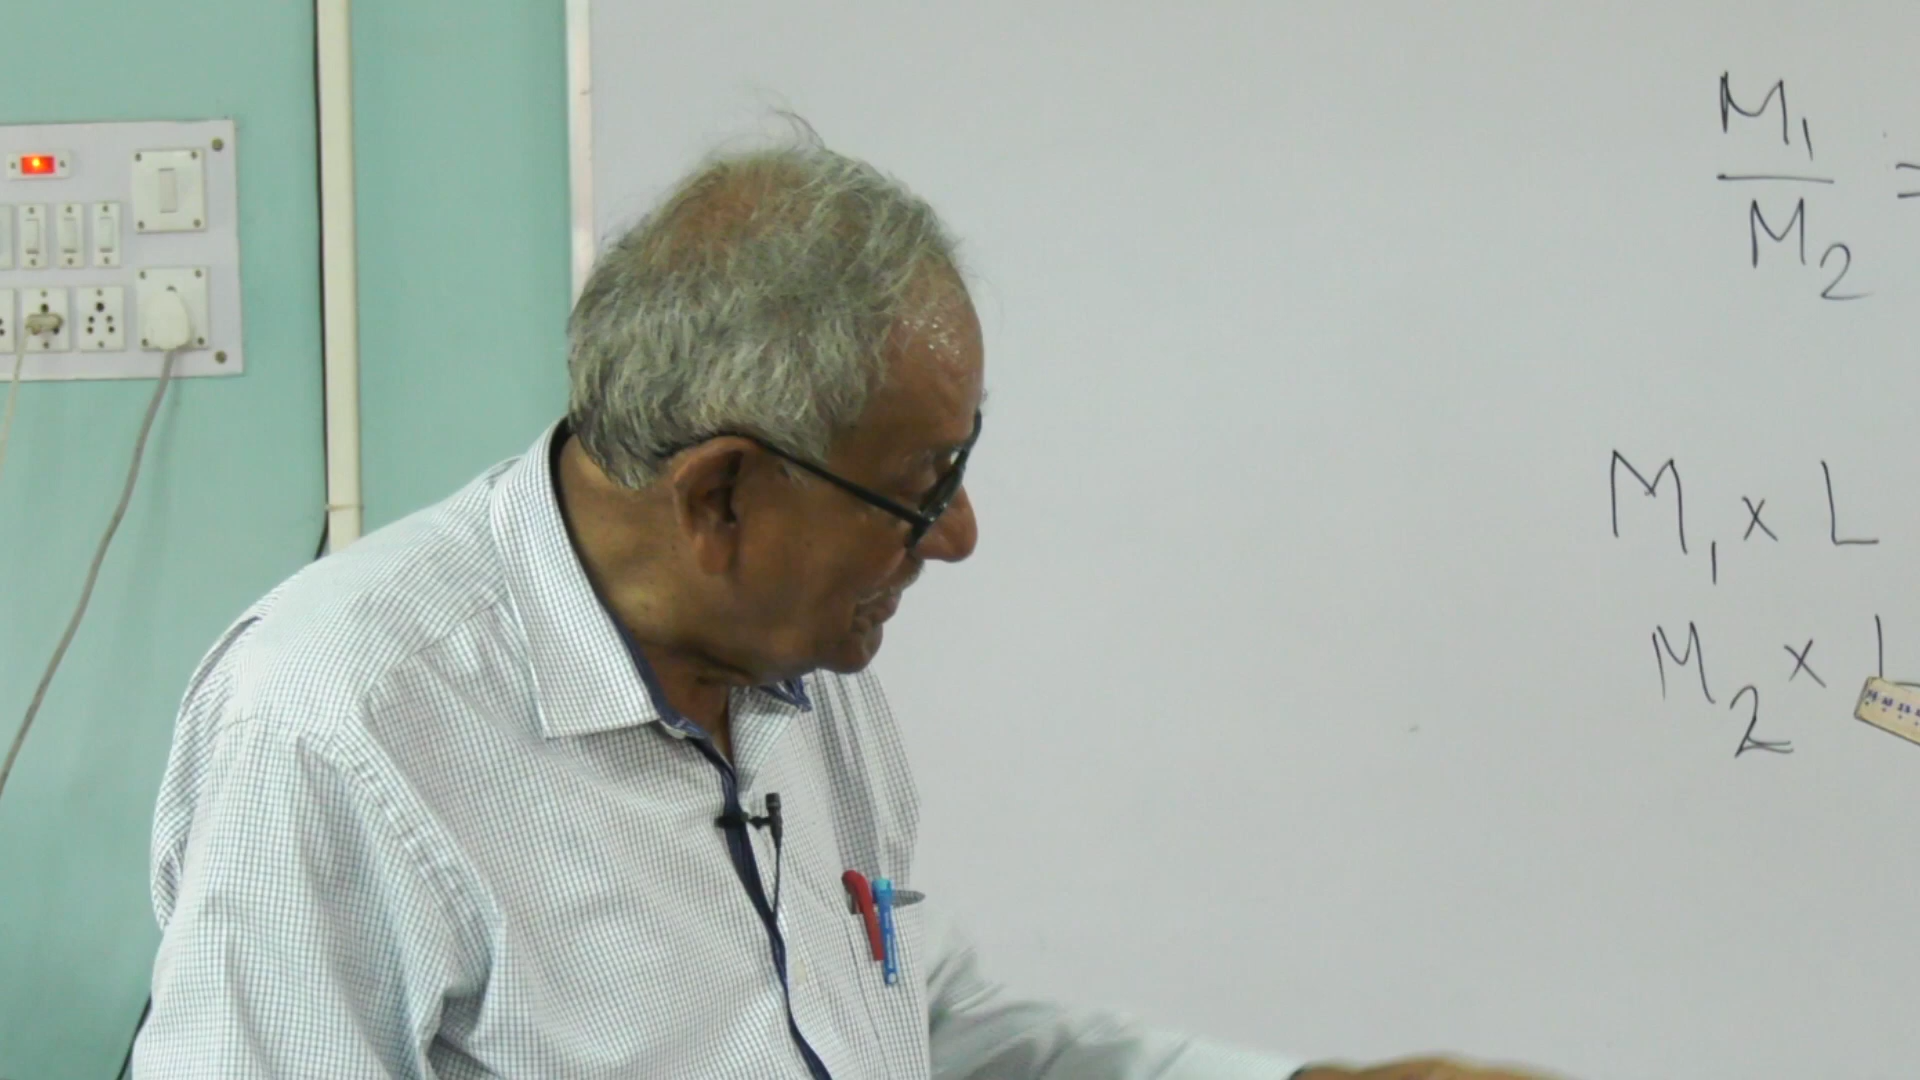 M₁
M₂ =
M₁ × L
M₂ × L